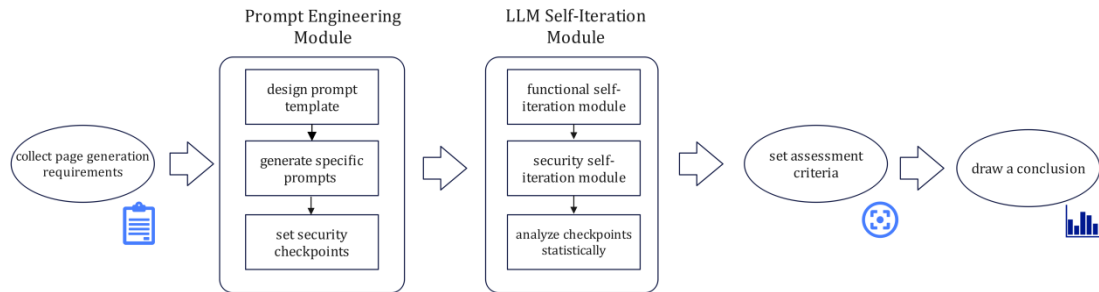 Prompt Engineering
Module
LLM Self-Iteration
Module
collect page generation
requirements
design prompt
template
generate specific
prompts
set security
checkpoints
functional self-
iteration module
security self-
iteration module
analyze checkpoints
statistically
set assessment
criteria
draw a conclusion